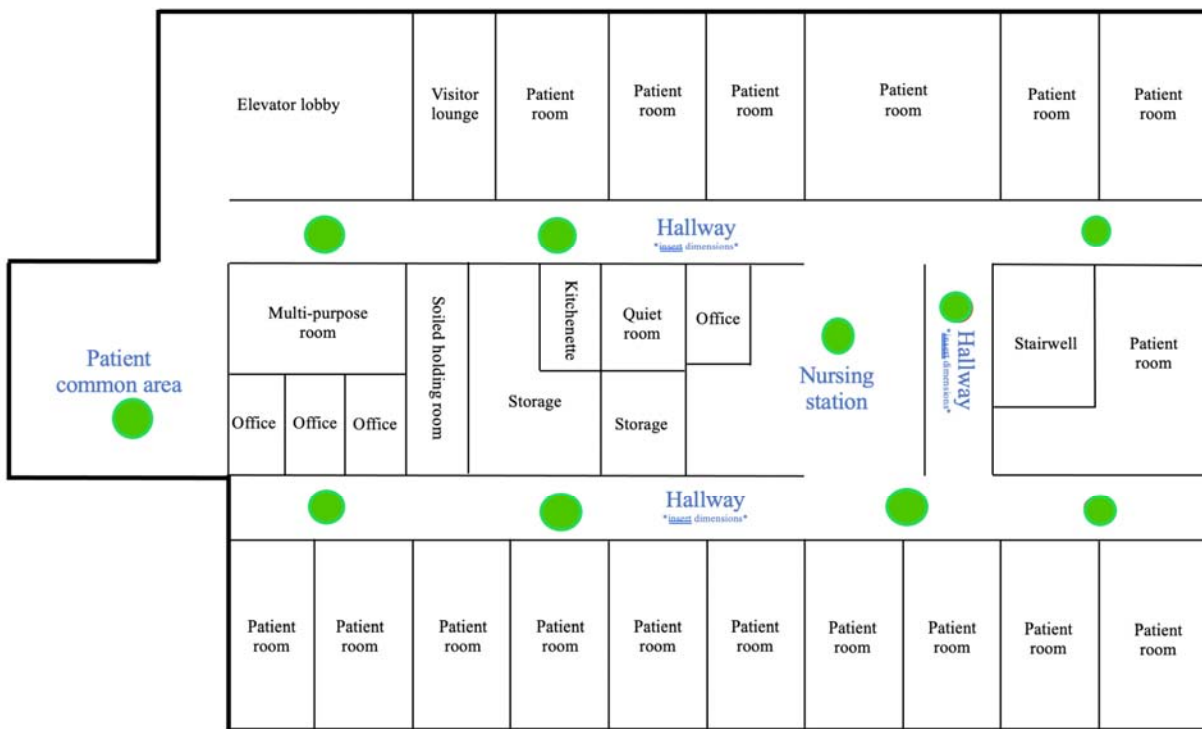 Elevator lobby
Visitor
lounge
Patient
room
Patient
room
Patient
room
Patient
room
Patient
room
Patient
room
Hallway
*insert dimensions*
Multi-purpose
room
Soiled holding room
Kitchenette
Quiet
room
Office
Hallway
*insert dimensions*
Stairwell
Patient
room
Patient
common area
Nursing
station
Office
Office
Office
Storage
Storage
Hallway
*insert dimensions*
Patient
room
Patient
room
Patient
room
Patient
room
Patient
room
Patient
room
Patient
room
Patient
room
Patient
room
Patient
room